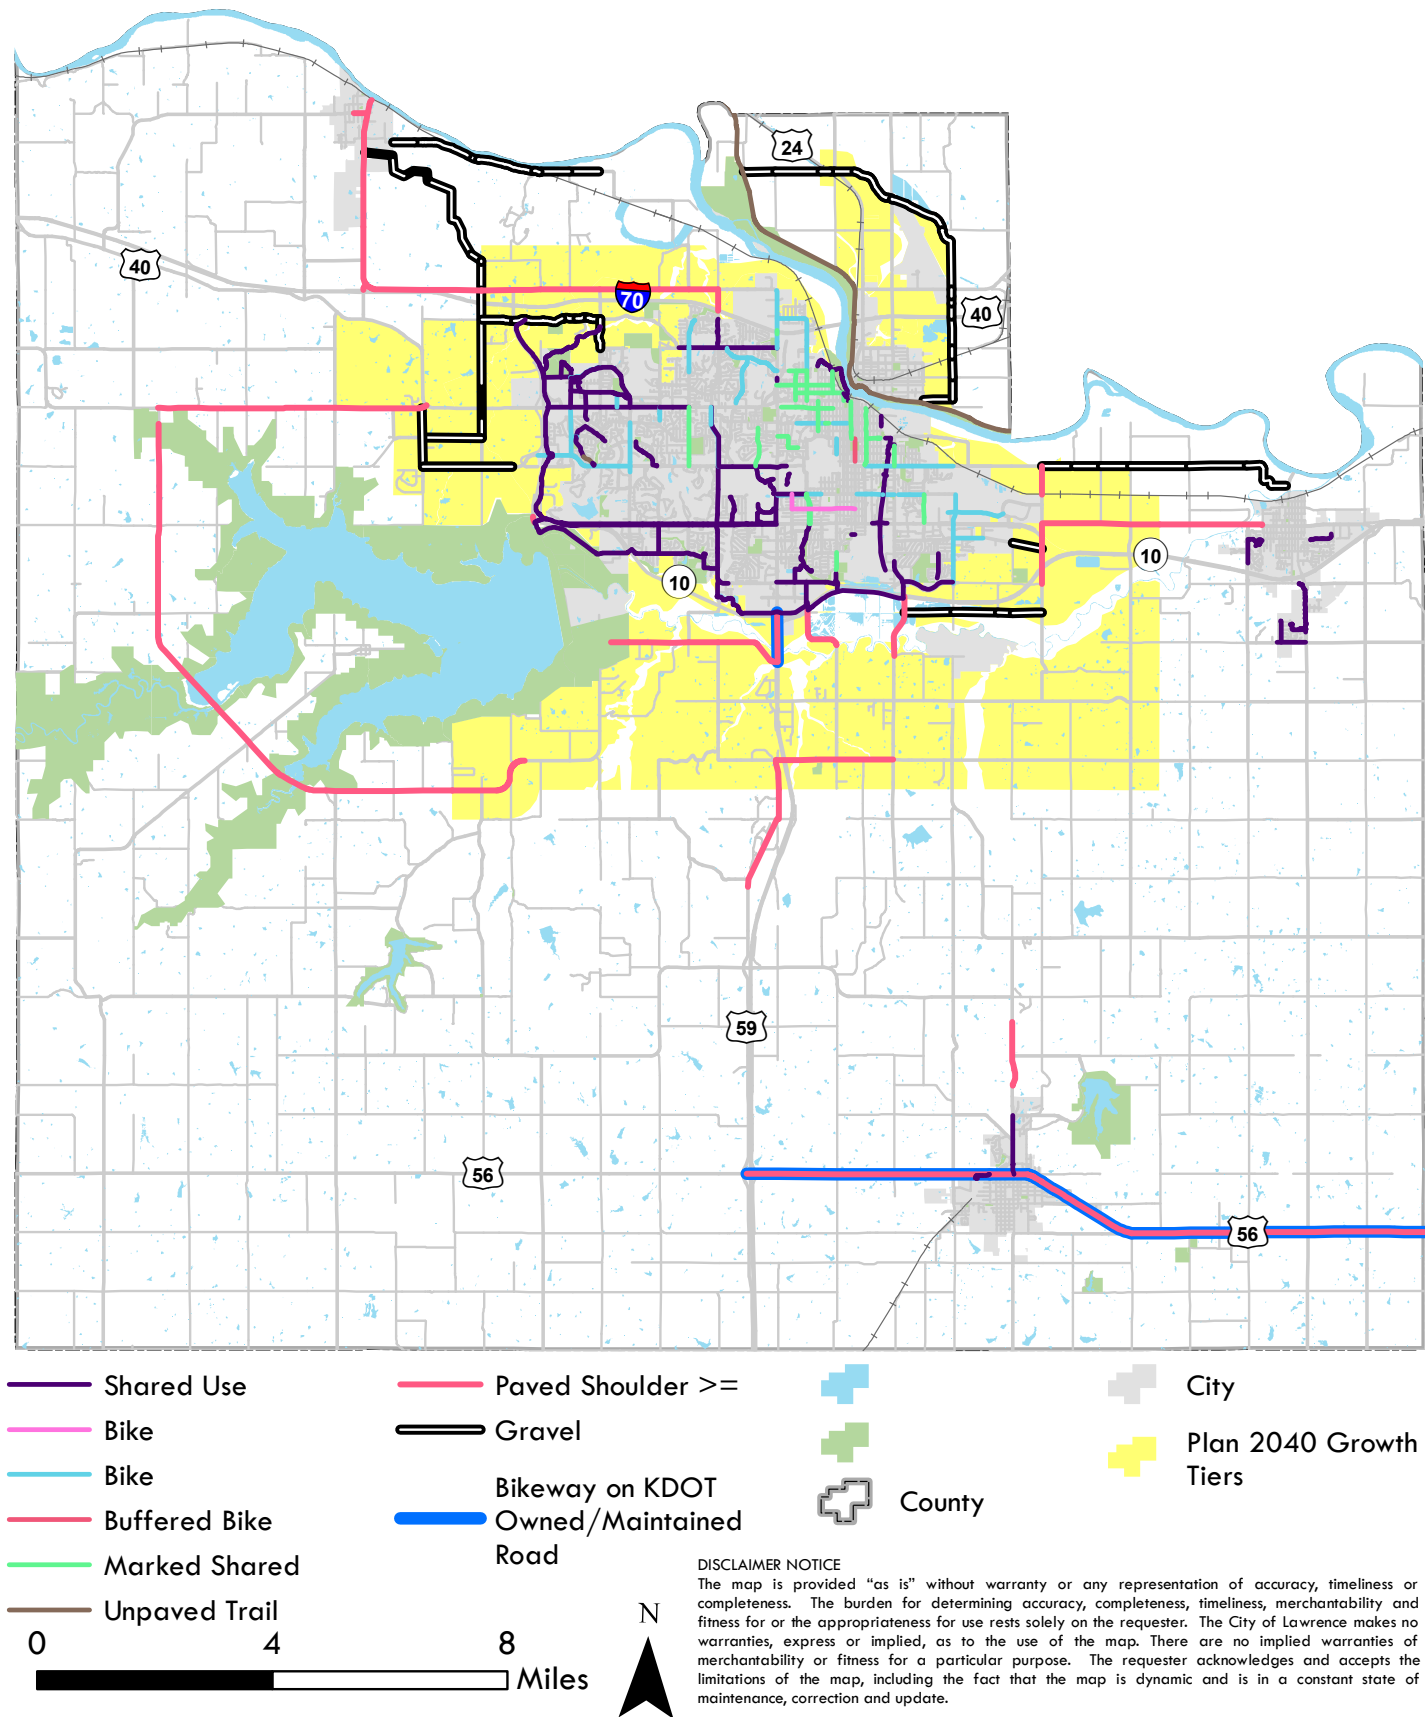 24
40
70
40
10
10
59
56
56
Shared Use
Bike
Bike
Buffered Bike
Marked Shared
Unpaved Trail
Paved Shoulder >=
Gravel
Bikeway on KDOT
Owned/Maintained
Road
County
City
Plan 2040 Growth
Tiers
0 4 8
Miles
N
DISCLAIMER NOTICE
The map is provided “as is” without warranty or any representation of accuracy, timeliness or
completeness. The burden for determining accuracy, completeness, timeliness, merchantability and
fitness for or the appropriateness for use rests solely on the requester. The City of Lawrence makes no
warranties, express or implied, as to the use of the map. There are no implied warranties of
merchantability or fitness for a particular purpose. The requester acknowledges and accepts the
limitations of the map, including the fact that the map is dynamic and is in a constant state of
maintenance, correction and update.